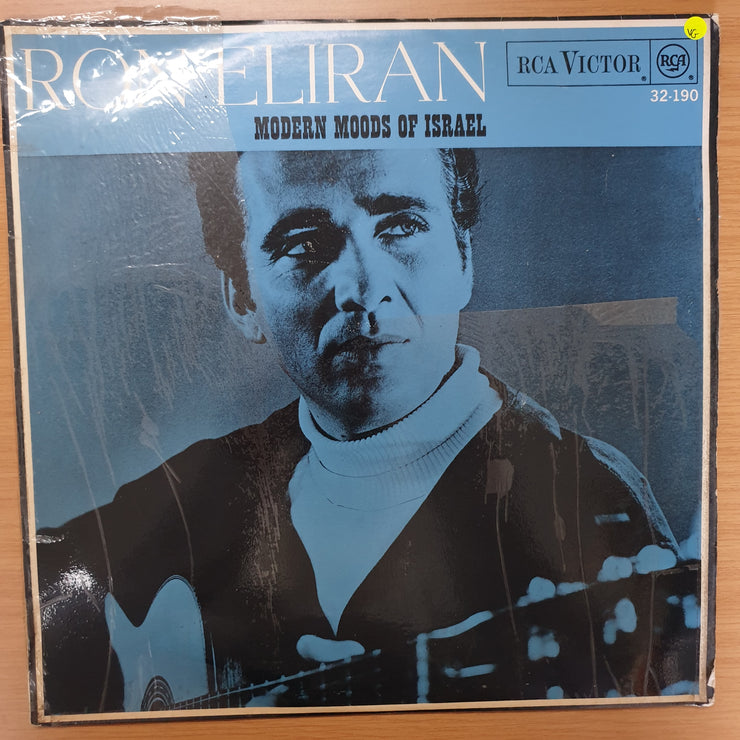 RON ELIRAN
MODERN MOODS OF ISRAEL
RCA VICTOR
RCA
32-190
VG